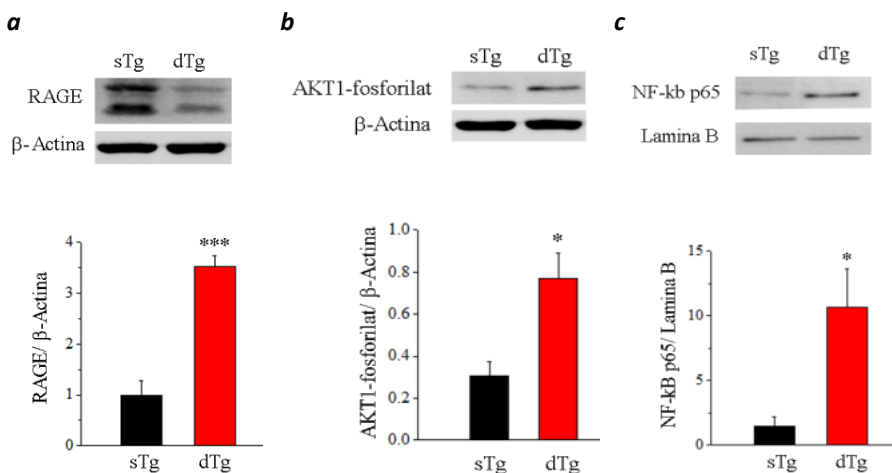 a
sTg dTg
RAGE
β-Actina
RAGE/ β-Actina
4
3
2
1
0
***
sTg dTg
b
sTg dTg
AKT1-fosforilat
β-Actina
AKT1-fosforilat/ β-Actina
1.0
0.8
0.6
0.4
0.2
0.0
*
sTg dTg
c
sTg dTg
NF-kb p65
Lamina B
NF-kB p65/ Lamina B
15
10
5
0
*
sTg dTg